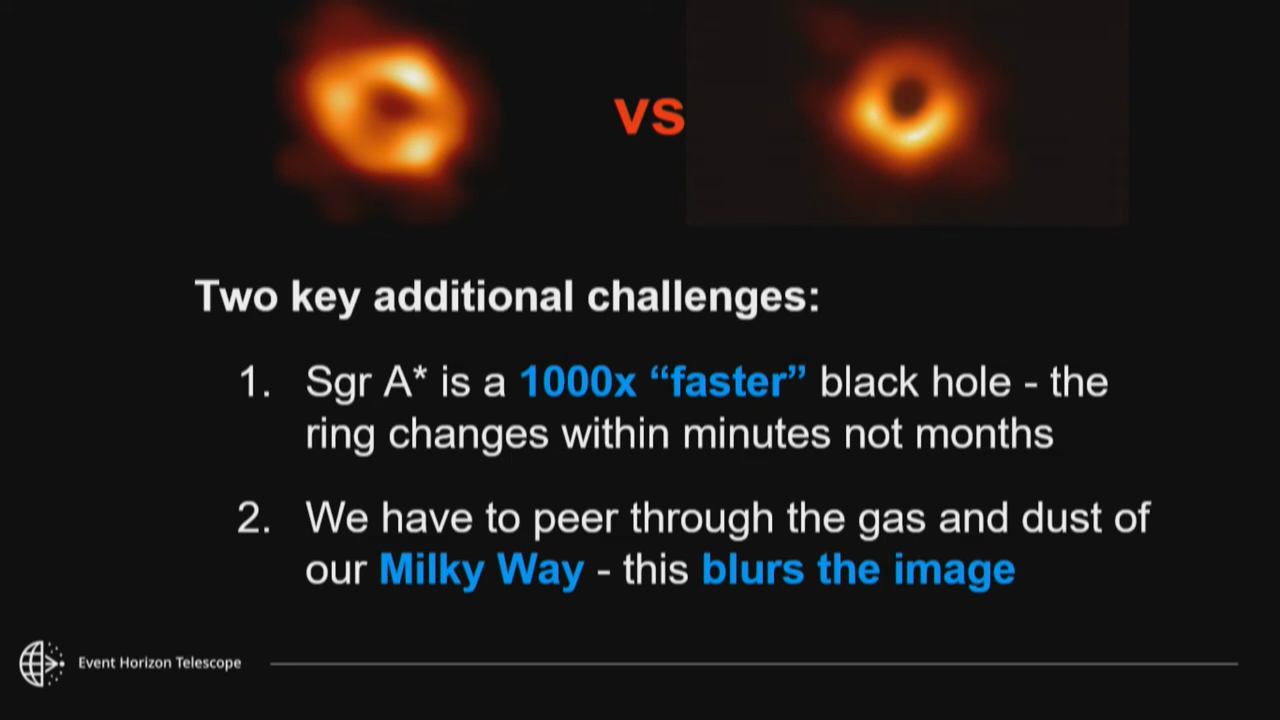 vs
Two key additional challenges:
1. Sgr A* is a 1000x “faster” black hole - the
ring changes within minutes not months
2. We have to peer through the gas and dust of
our Milky Way - this blurs the image
Event Horizon Telescope